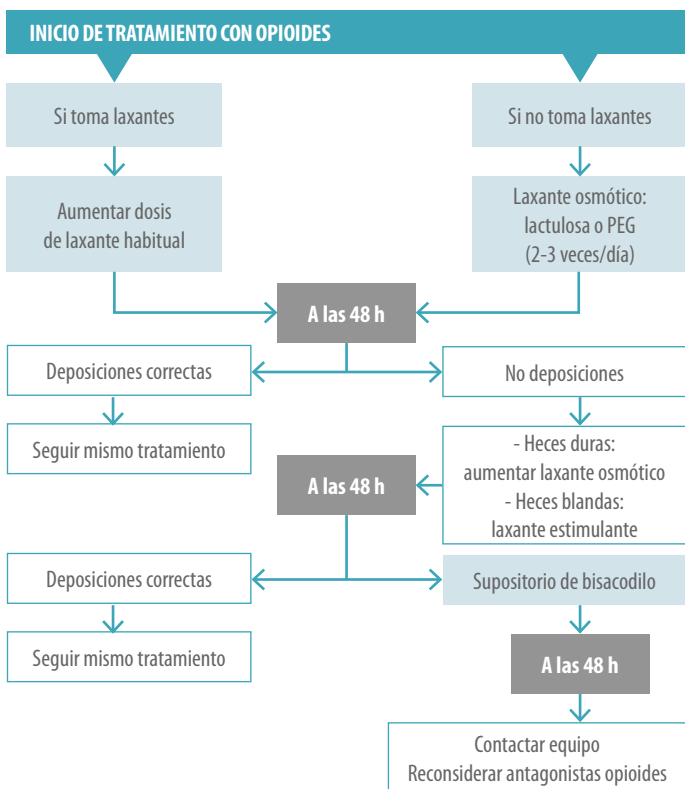 INICIO DE TRATAMIENTO CON OPIOIDES
Si toma laxantes
Si no toma laxantes
Aumentar dosis
de laxante habitual
Laxante osmótico:
lactulosa o PEG
(2-3 veces/día)
A las 48 h
Deposiciones correctas
No deposiciones
Seguir mismo tratamiento
- Heces duras:
aumentar laxante osmótico
- Heces blandas:
laxante estimulante
A las 48 h
Deposiciones correctas
Supositorio de bisacodilo
Seguir mismo tratamiento
A las 48 h
Contactar equipo
Reconsiderar antagonistas opioides